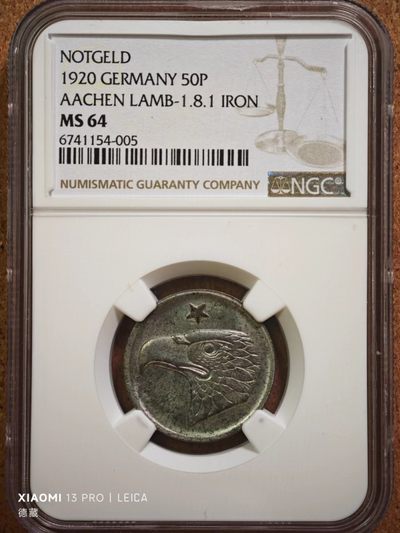 NOTGELD
1920 GERMANY 50P
AACHEN LAMB-1.8.1 IRON
MS 64
6741154-005
NUMISMATIC GUARANTY COMPANY NGC®
XIAOMI 13 PRO | LEICA
德藏